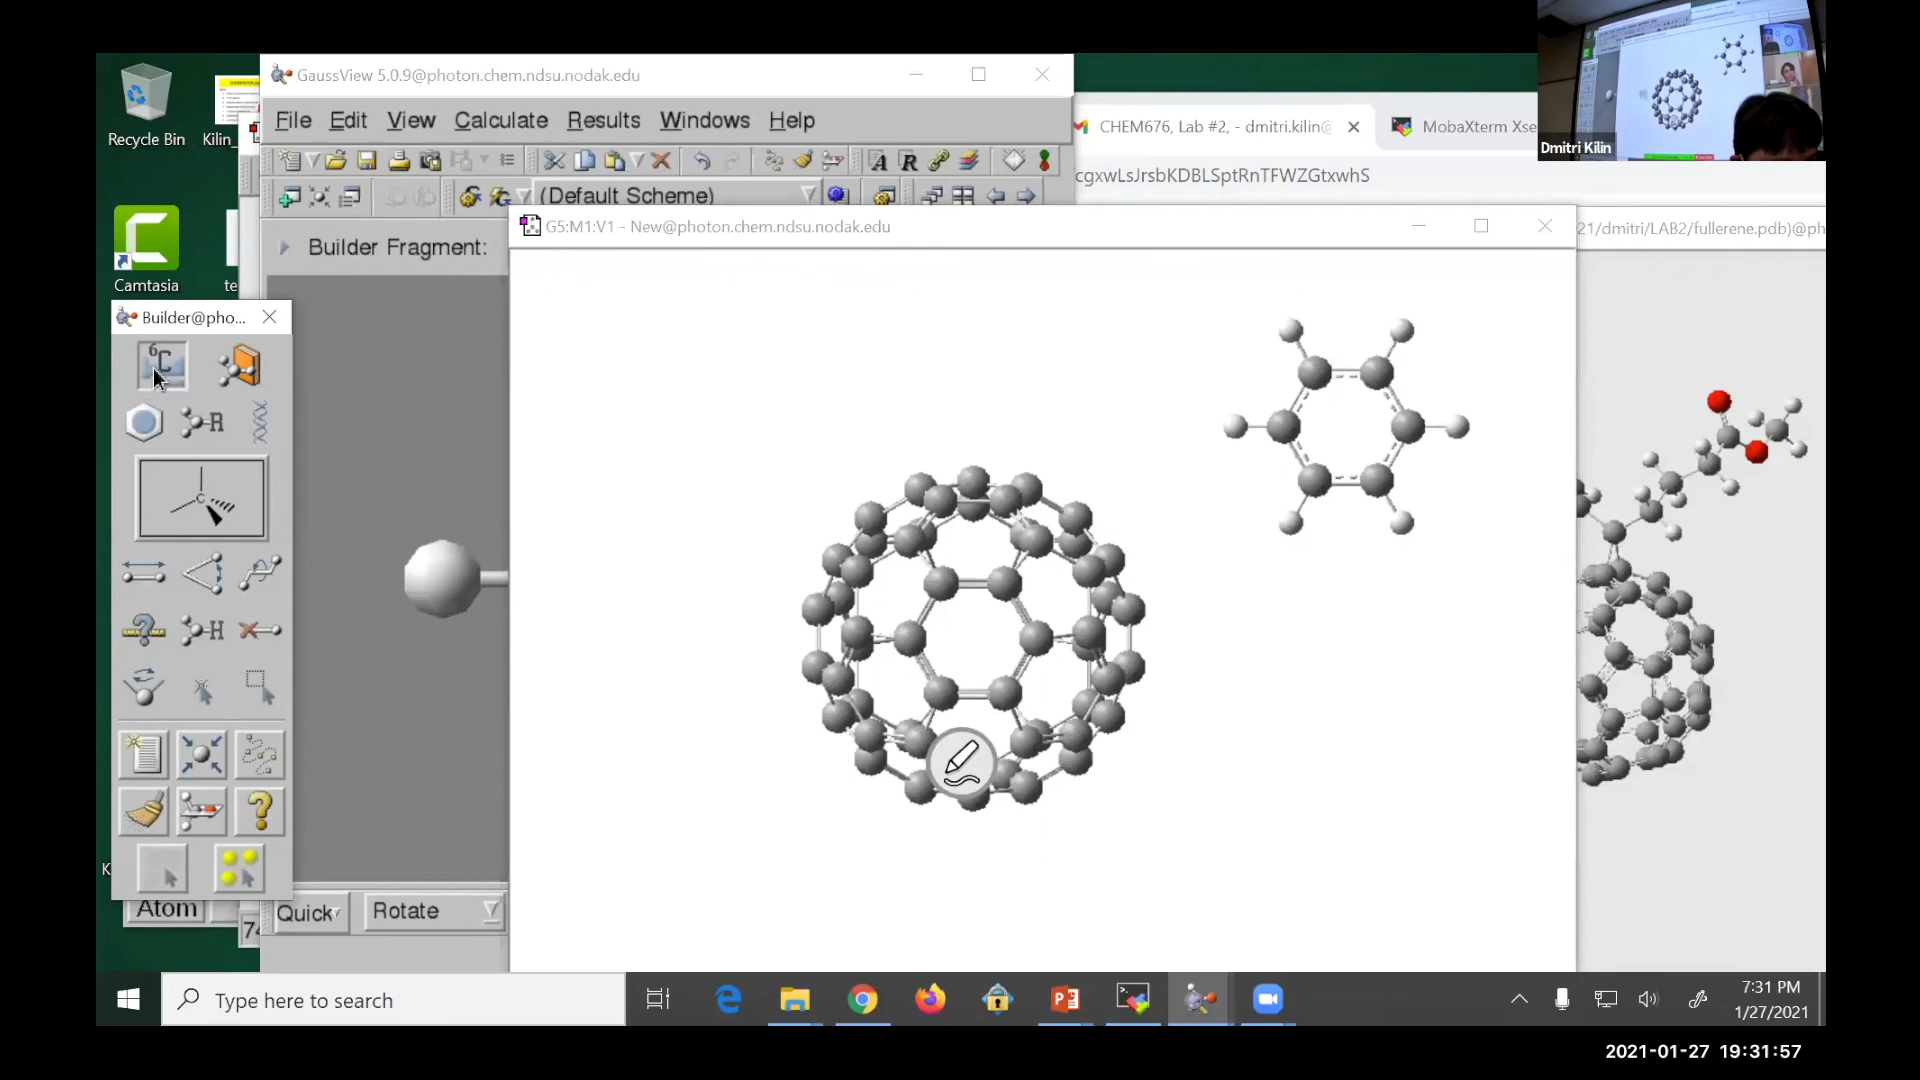 GaussView 5.0.9@photon.chem.ndsu.nodak.edu
File Edit View Calculate Results Windows Help
Recycle Bin
Kilin_
CHEM676, Lab #2, - dmitri.kilin@
MobaXterm Xse
Dmitri Kilin
cgxwLsJrsbKDBLSptRnTFWZGtxwhS
(Default Scheme)
G5:M1:V1 - New@photon.chem.ndsu.nodak.edu
21/dmitri/LAB2/fullerene.pdb)@ph
Builder Fragment:
Camtasia
te
Builder@pho...
6C
R
C
H
K
Atom
Quick
Rotate
74
Type here to search
7:31 PM
1/27/2021
2021-01-27 19:31:57